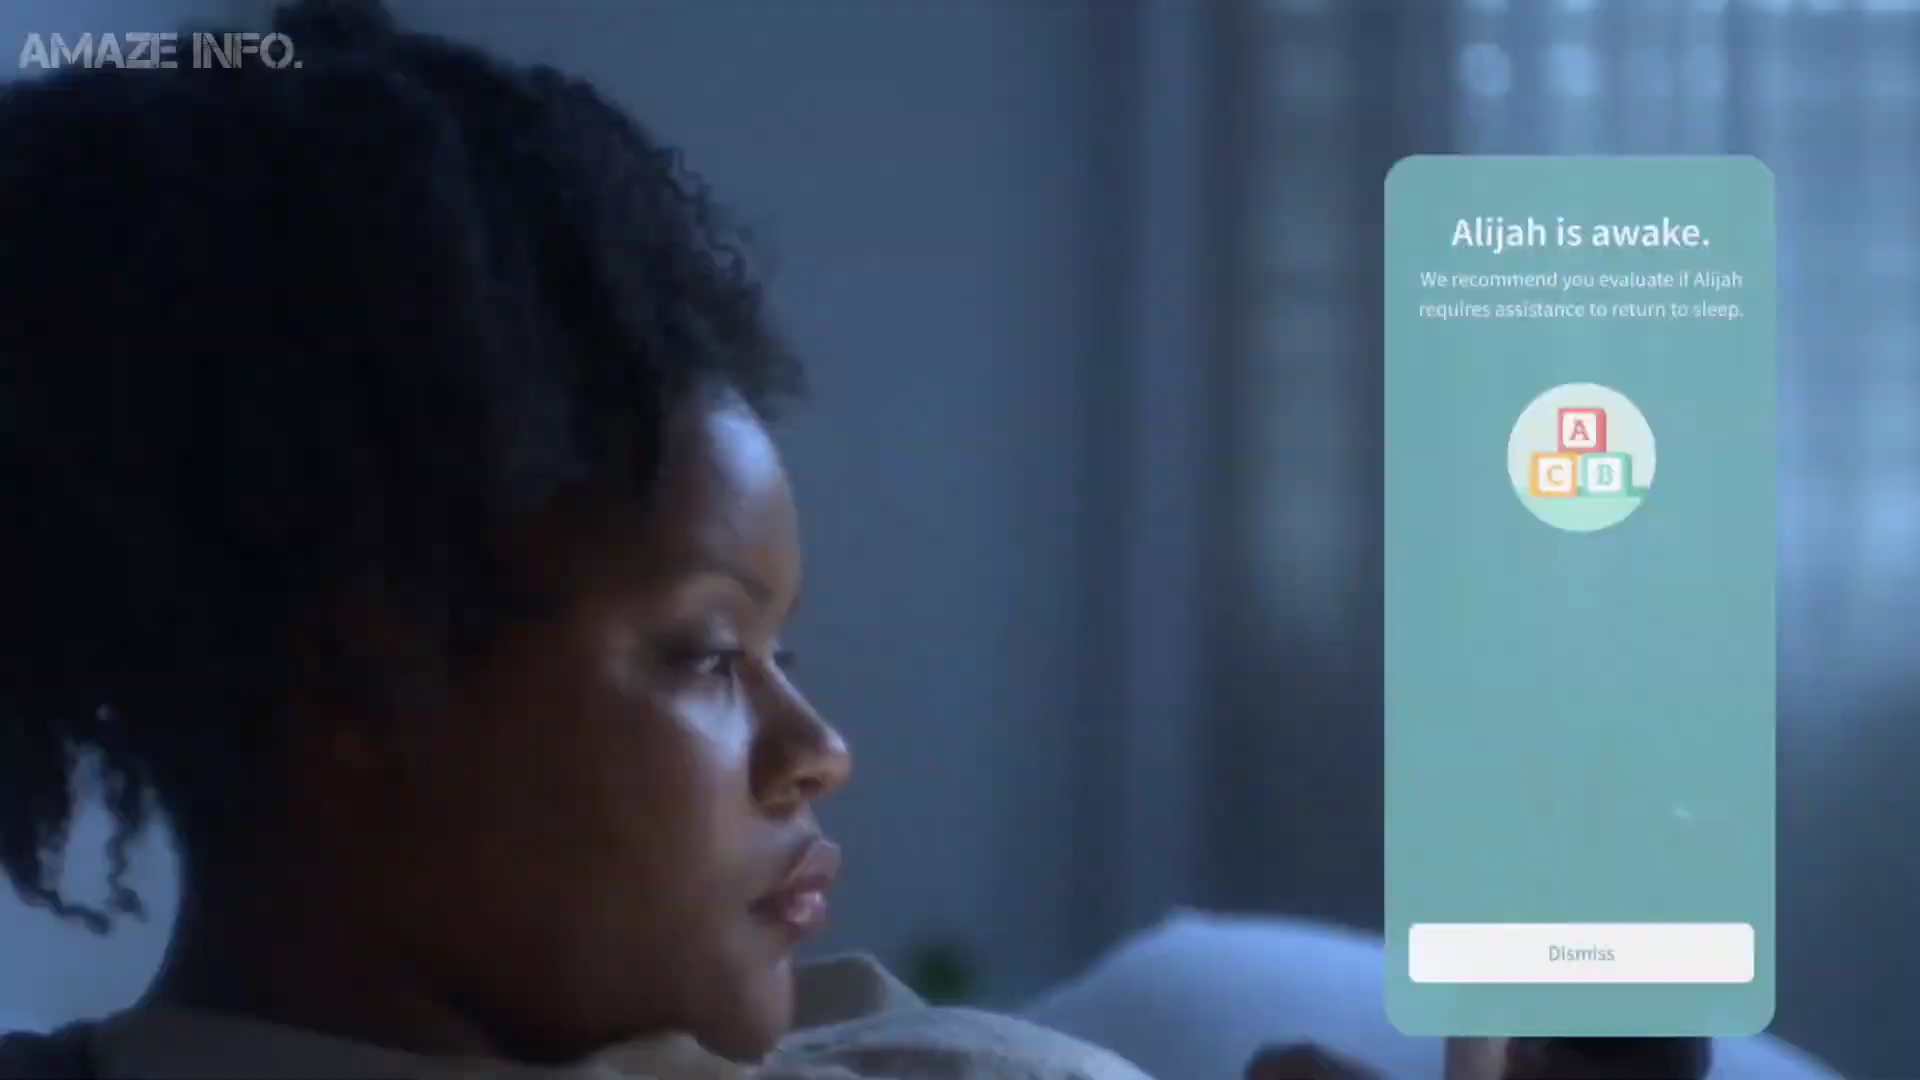 AMAZE INFO.
Alijah is awake.
We recommend you evaluate if Alijah
requires assistance to return to sleep.
A
C B
Dismiss